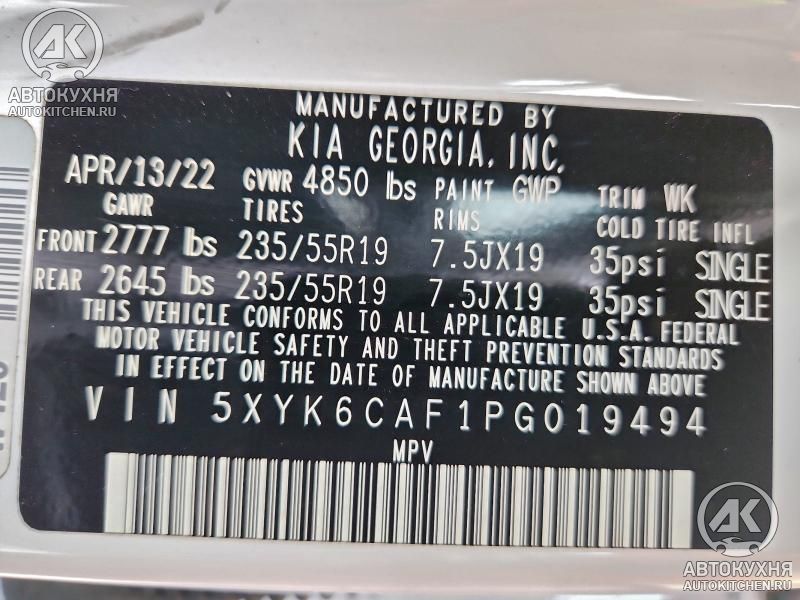 AK
АВТОКУХНЯ
AUTOKITCHEN.RU
MANUFACTURED BY
KIA GEORGIA, INC.
APR/13/22 GVWR 4850 lbs PAINT GWP TRIM WK
GAWR TIRES RIMS COLD TIRE INFL
FRONT 2777 lbs 235/55R19 7.5JX19 35psi SINGLE
REAR 2645 lbs 235/55R19 7.5JX19 35psi SINGLE
THIS VEHICLE CONFORMS TO ALL APPLICABLE U.S.A. FEDERAL
MOTOR VEHICLE SAFETY AND THEFT PREVENTION STANDARDS
IN EFFECT ON THE DATE OF MANUFACTURE SHOWN ABOVE
VIN 5XYK6CAF1PG019494
MPV
AK
АВТОКУХНЯ
AUTOKITCHEN.RU